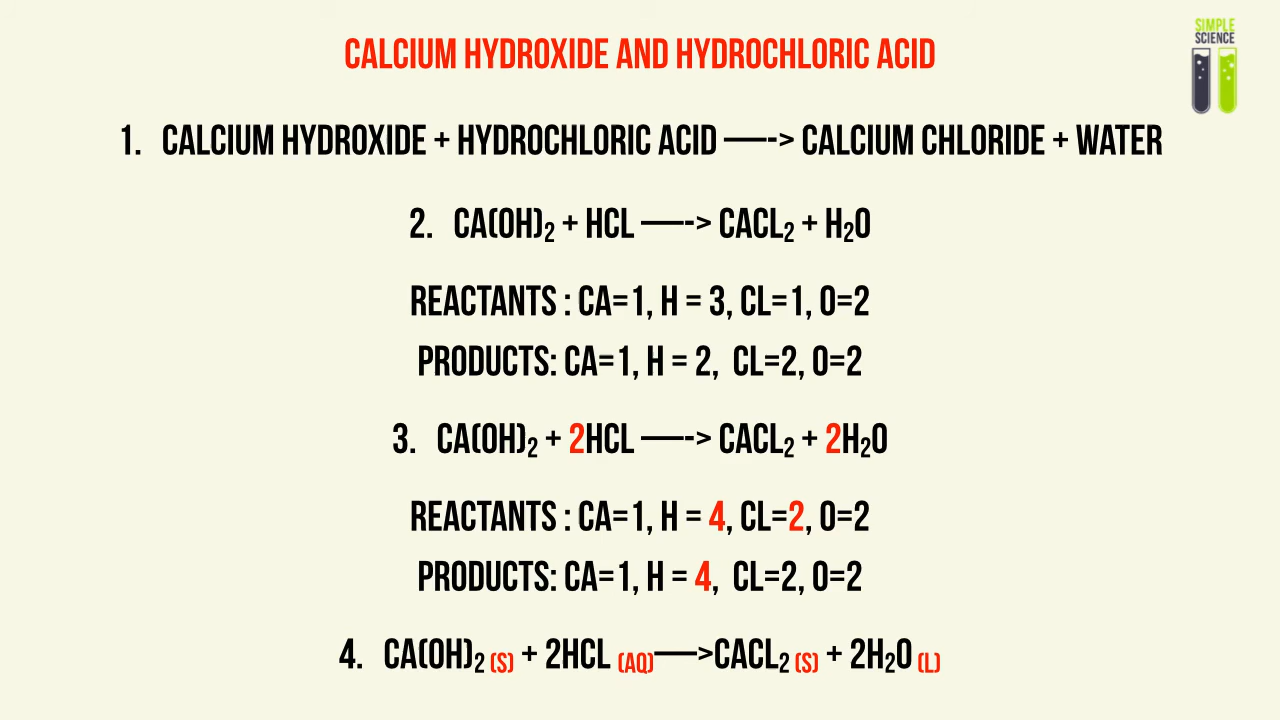 SIMPLE
SCIENCE
CALCIUM HYDROXIDE AND HYDROCHLORIC ACID
1. CALCIUM HYDROXIDE + HYDROCHLORIC ACID ——-> CALCIUM CHLORIDE + WATER
2. CA(OH)₂ + HCL ——-> CACL₂ + H₂O
REACTANTS : CA=1, H = 3, CL=1, O=2
PRODUCTS: CA=1, H = 2, CL=2, O=2
3. CA(OH)₂ + 2HCL ——-> CACL₂ + 2H₂O
REACTANTS : CA=1, H = 4, CL=2, O=2
PRODUCTS: CA=1, H = 4, CL=2, O=2
4. CA(OH)₂ (S) + 2HCL (AQ)——>CACL₂ (S) + 2H₂O (L)